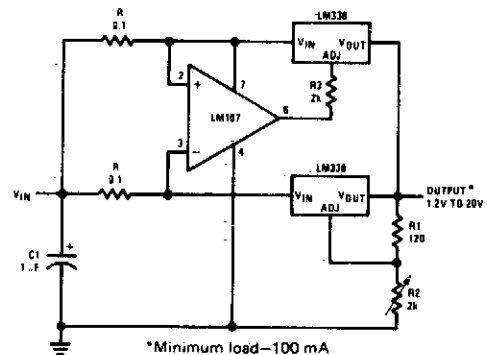 R
0.1
LM338
VIN VOUT
ADJ
R3
2k
2
+
7
6
LM107
3
–
4
R
0.1
LM338
VIN VOUT
ADJ
VIN
OUTPUT*
1.2V TO 20V
R1
120
C1
+
R2
2k
*Minimum load–100 mA